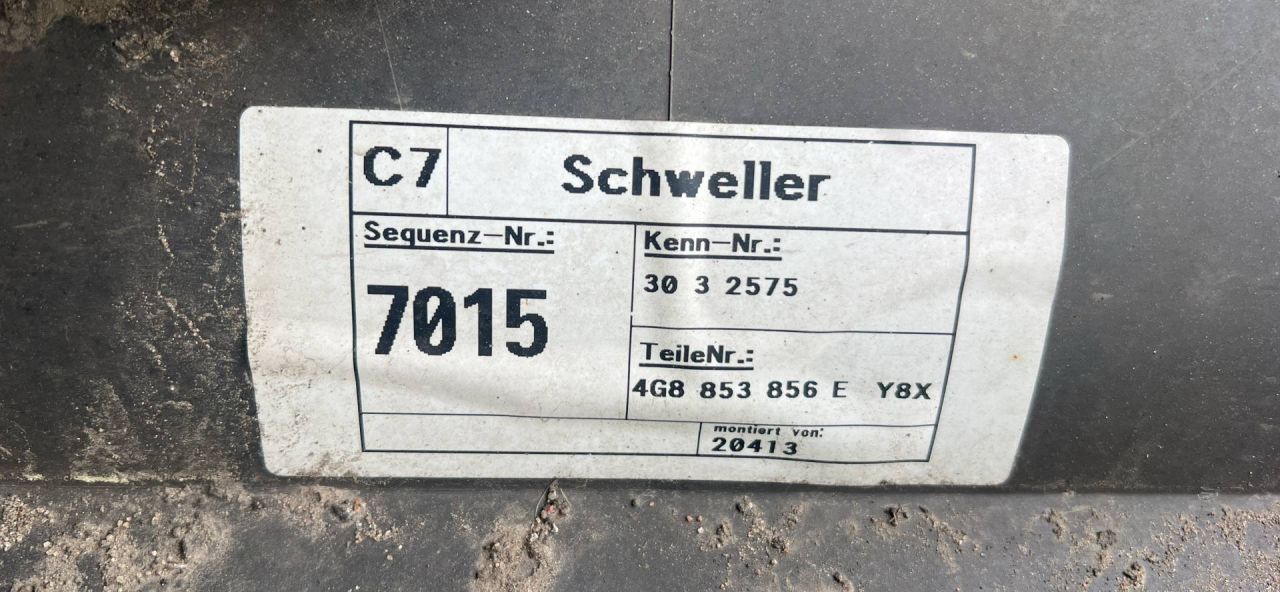 C7 Schweller
Sequenz-Nr.:
7015
Kenn-Nr.:
30 3 2575
TeileNr.:
4G8 853 856 E Y8X
montiert von:
20413